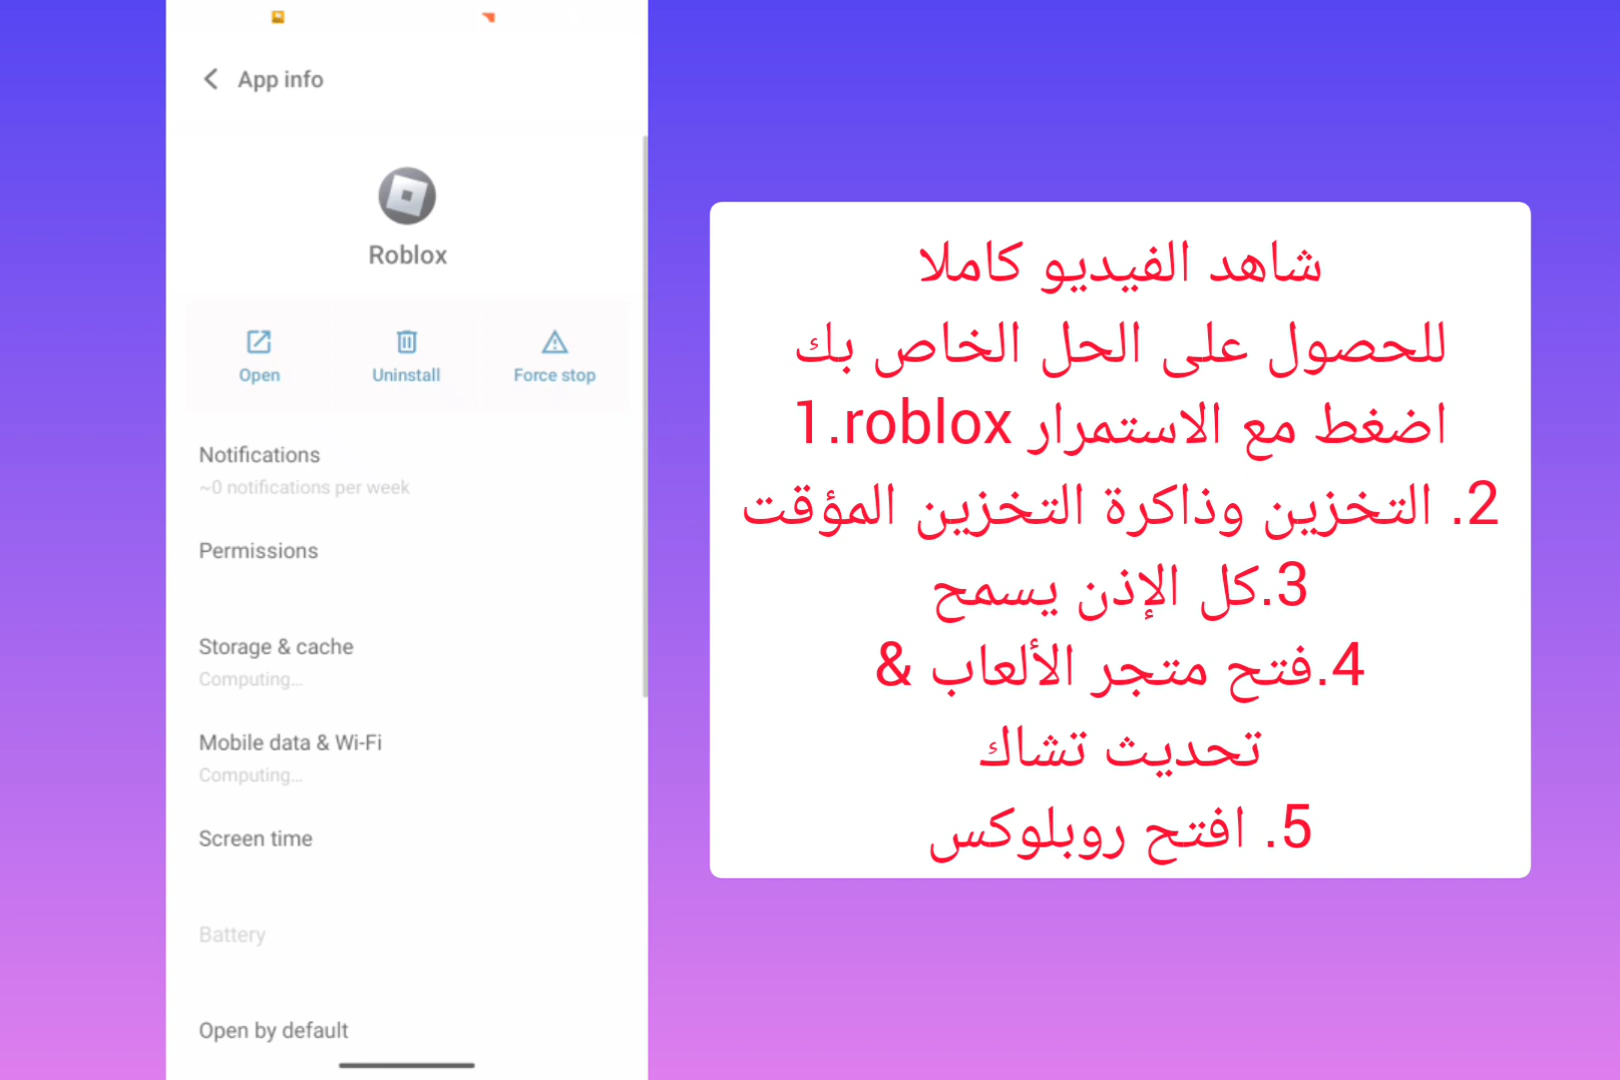 App info
Roblox
Open
Uninstall
Force stop
Notifications
~0 notifications per week
Permissions
Storage & cache
Computing...
Mobile data & Wi-Fi
Computing...
Screen time
Battery
Open by default
شاهد الفيديو كاملا
للحصول على الحل الخاص بك
اضغط مع الاستمرار 1.roblox
2. التخزين وذاكرة التخزين المؤقت
3.كل الإذن يسمح
4.فتح متجر الألعاب &
تحديث تشاك
5. افتح روبلوكس